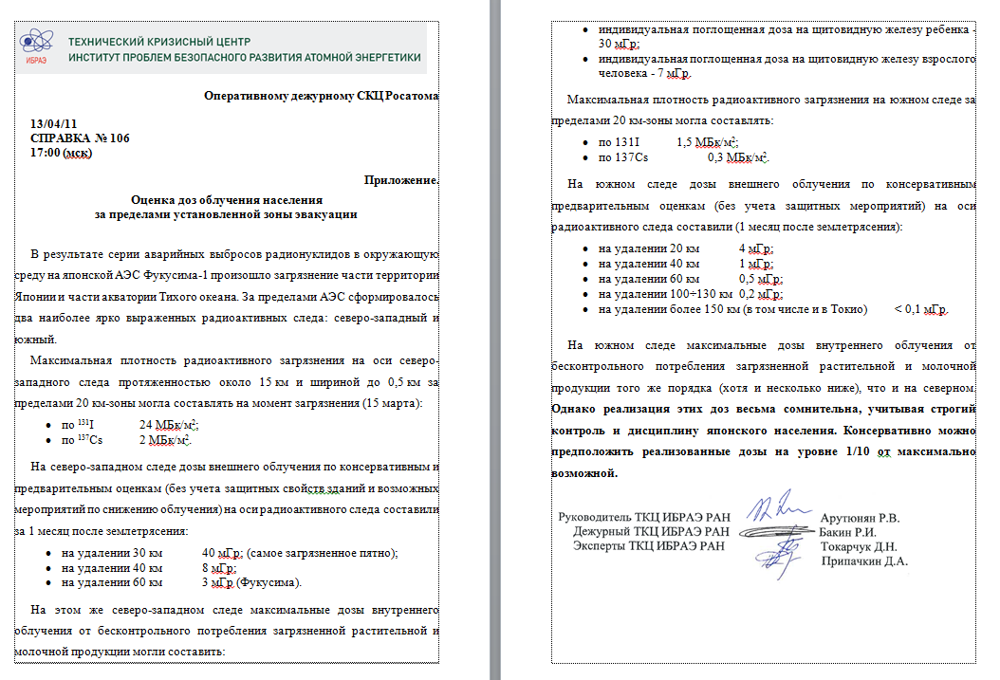 ИБРАЭ
ТЕХНИЧЕСКИЙ КРИЗИСНЫЙ ЦЕНТР
ИНСТИТУТ ПРОБЛЕМ БЕЗОПАСНОГО РАЗВИТИЯ АТОМНОЙ ЭНЕРГЕТИКИ
Оперативному дежурному СКЦ Росатома
13/04/11
СПРАВКА № 106
17:00 (мск)
Приложение.
Оценка доз облучения населения
за пределами установленной зоны эвакуации
В результате серии аварийных выбросов радионуклидов в окружающую
среду на японской АЭС Фукусима-1 произошло загрязнение части территории
Японии и части акватории Тихого океана. За пределами АЭС сформировалось
два наиболее ярко выраженных радиоактивных следа: северо-западный и
южный.
Максимальная плотность радиоактивного загрязнения на оси северо-
западного следа протяженностью около 15 км и шириной до 0,5 км за
пределами 20 км-зоны могла составлять на момент загрязнения (15 марта):
• по ¹³¹I 24 МБк/м²;
• по ¹³⁷Cs 2 МБк/м².
На северо-западном следе дозы внешнего облучения по консервативным и
предварительным оценкам (без учета защитных свойств зданий и возможных
мероприятий по снижению облучения) на оси радиоактивного следа составили
за 1 месяц после землетрясения:
• на удалении 30 км 40 мГр; (самое загрязненное пятно);
• на удалении 40 км 8 мГр;
• на удалении 60 км 3 мГр (Фукусима).
На этом же северо-западном следе максимальные дозы внутреннего
облучения от бесконтрольного потребления загрязненной растительной и
молочной продукции могли составить:
• индивидуальная поглощенная доза на щитовидную железу ребенка -
30 мГр;
• индивидуальная поглощенная доза на щитовидную железу взрослого
человека - 7 мГр.
Максимальная плотность радиоактивного загрязнения на южном следе за
пределами 20 км-зоны могла составлять:
• по 131I 1,5 МБк/м²;
• по 137Cs 0,3 МБк/м².
На южном следе дозы внешнего облучения по консервативным
предварительным оценкам (без учета защитных мероприятий) на оси
радиоактивного следа составили (1 месяц после землетрясения):
• на удалении 20 км 4 мГр;
• на удалении 40 км 1 мГр;
• на удалении 60 км 0,5 мГр;
• на удалении 100÷130 км 0,2 мГр;
• на удалении более 150 км (в том числе и в Токио) < 0,1 мГр.
На южном следе максимальные дозы внутреннего облучения от
бесконтрольного потребления загрязненной растительной и молочной
продукции того же порядка (хотя и несколько ниже), что и на северном.
Однако реализация этих доз весьма сомнительна, учитывая строгий
контроль и дисциплину японского населения. Консервативно можно
предположить реализованные дозы на уровне 1/10 от максимально
возможной.
Руководитель ТКЦ ИБРАЭ РАН Арутюнян Р.В.
Дежурный ТКЦ ИБРАЭ РАН Бакин Р.И.
Эксперты ТКЦ ИБРАЭ РАН Токарчук Д.Н.
Припачкин Д.А.